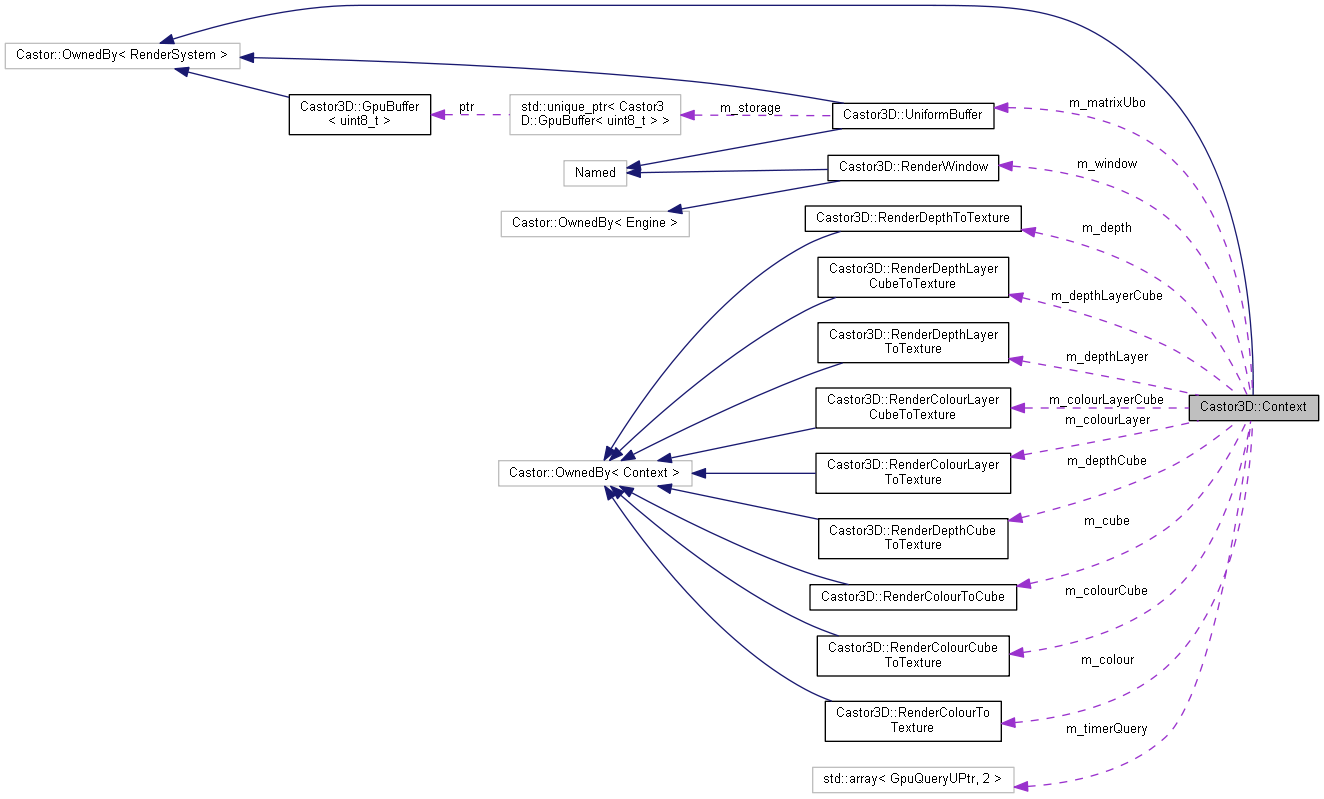 Castor::OwnedBy< RenderSystem >
Castor3D::GpuBuffer
< uint8_t >
ptr
std::unique_ptr< Castor3
D::GpuBuffer< uint8_t > >
m_storage
Castor3D::UniformBuffer
m_matrixUbo
Named
Castor3D::RenderWindow
m_window
Castor::OwnedBy< Engine >
Castor3D::RenderDepthToTexture
m_depth
Castor3D::RenderDepthLayer
CubeToTexture
m_depthLayerCube
Castor3D::RenderDepthLayer
ToTexture
m_depthLayer
Castor3D::RenderColourLayer
CubeToTexture
m_colourLayerCube
Castor3D::Context
m_colourLayer
Castor::OwnedBy< Context >
Castor3D::RenderColourLayer
ToTexture
m_depthCube
Castor3D::RenderDepthCube
ToTexture
m_cube
Castor3D::RenderColourToCube
m_colourCube
Castor3D::RenderColourCube
ToTexture
m_colour
Castor3D::RenderColourTo
Texture
m_timerQuery
std::array< GpuQueryUPtr, 2 >